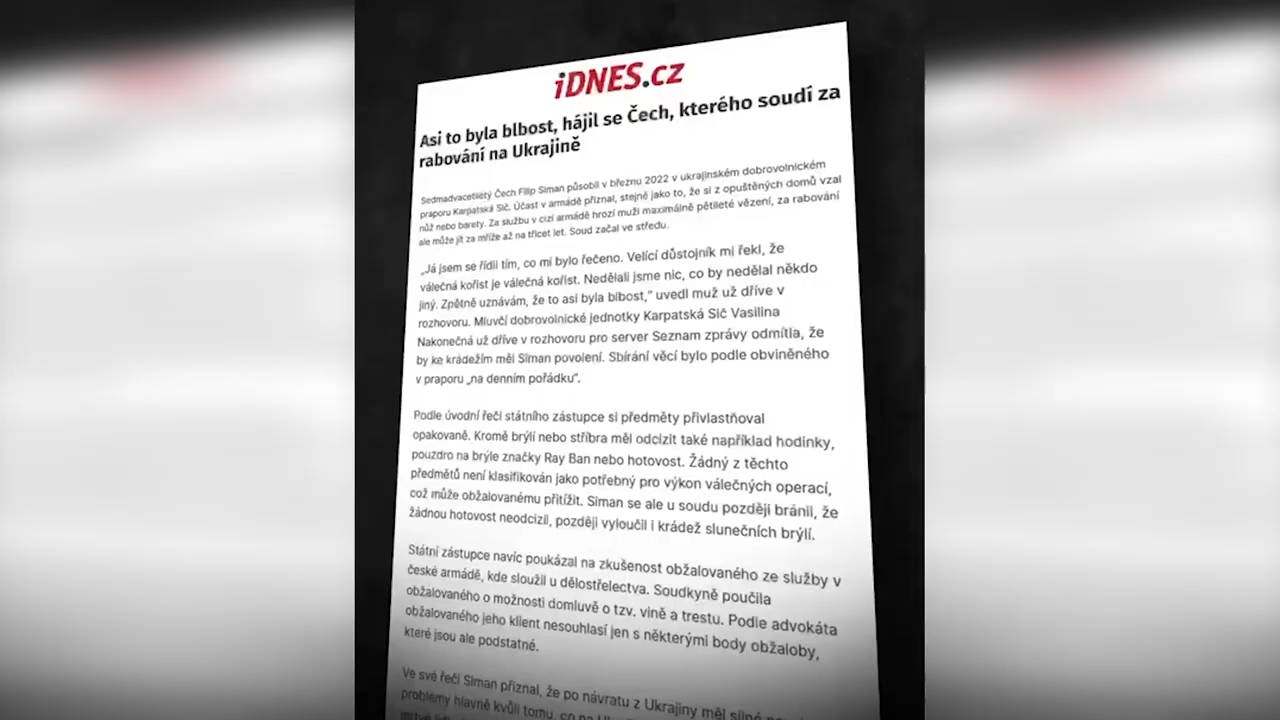 iDNES.cz
Asi to byla blbost, hájil se Čech, kterého soudí za
rabování na Ukrajině
Sedmadvacetiletý Čech Filip Siman působil v březnu 2022 v ukrajinském dobrovolnickém
praporu Karpatská Sič. Účast v armádě přiznal, stejně jako to, že si z opuštěných domů vzal
nůž nebo barety. Za službu v cizí armádě hrozí muži maximálně pětileté vězení, za rabování
ale může jít za mříže až na třicet let. Soud začal ve středu.
„Já jsem se řídil tím, co mi bylo řečeno. Velící důstojník mi řekl, že
válečná kořist je válečná kořist. Nedělali jsme nic, co by nedělal někdo
jiný. Zpětně uznávám, že to asi byla blbost,“ uvedl muž už dříve v
rozhovoru. Mluvčí dobrovolnické jednotky Karpatská Sič Vasilina
Nakonečná už dříve v rozhovoru pro server Seznam zprávy odmítla, že
by ke krádežím měl Siman povolení. Sbírání věcí bylo podle obviněného
v praporu „na denním pořádku“.
Podle úvodní řeči státního zástupce si předměty přivlastňoval
opakovaně. Kromě brýlí nebo stříbra měl odcizit také například hodinky,
pouzdro na brýle značky Ray Ban nebo hotovost. Žádný z těchto
předmětů není klasifikován jako potřebný pro výkon válečných operací,
což může obžalovanému přitížit. Siman se ale u soudu později bránil, že
žádnou hotovost neodcizil, později vyloučil i krádež slunečních brýlí.
Státní zástupce navíc poukázal na zkušenost obžalovaného ze služby v
české armádě, kde sloužil u dělostřelectva. Soudkyně poučila
obžalovaného o možnosti domluvě o tzv. vině a trestu. Podle advokáta
obžalovaného jeho klient nesouhlasí jen s některými body obžaloby,
které jsou ale podstatné.
Ve své řeči Siman přiznal, že po návratu z Ukrajiny měl silné
problémy hlavně kvůli tomu, co na